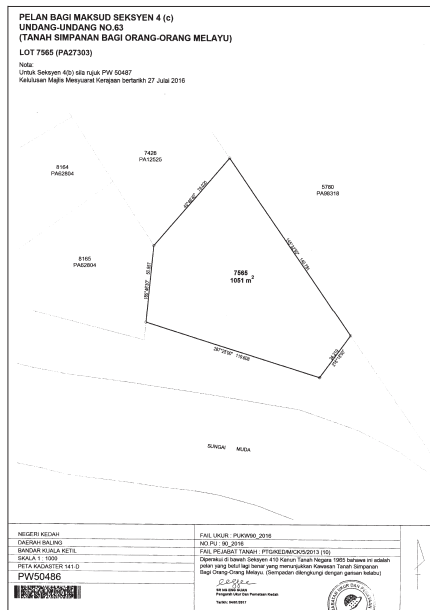 PELAN BAGI MAKSUD SEKSYEN 4 (c)
UNDANG-UNDANG NO.63
(TANAH SIMPANAN BAGI ORANG-ORANG MELAYU)
LOT 7565 (PA27303)
Nota:
Untuk Seksyen 4(b) sila rujuk PW 50487
Kelulusan Majlis Mesyuarat Kerajaan bertarikh 27 Julai 2016
7426
PA12525
8164
PA62804
5780
PA98318
8165
PA62804
7565
1051 m²
SUNGAI MUDA
NEGERI KEDAH
DAERAH BALING
BANDAR KUALA KETIL
SKALA 1 : 1000
PETA KADASTER 141-D
PW50486
FAIL UKUR : PUKW90_2016
NO.PU : 90_2016
FAIL PEJABAT TANAH : PTG/KED/M/CK/5/2013 (10)
Diperakui di bawah Seksyen 410 Kanun Tanah Negara 1965 bahawa ini adalah
pelan yang betul lagi benar yang menunjukkan Kawasan Tanah Simpanan
Bagi Orang-Orang Melayu. (Sempadan dilengkungi dengan garisan kelabu)
Pengarah Ukur Dan Pemetaan Kedah